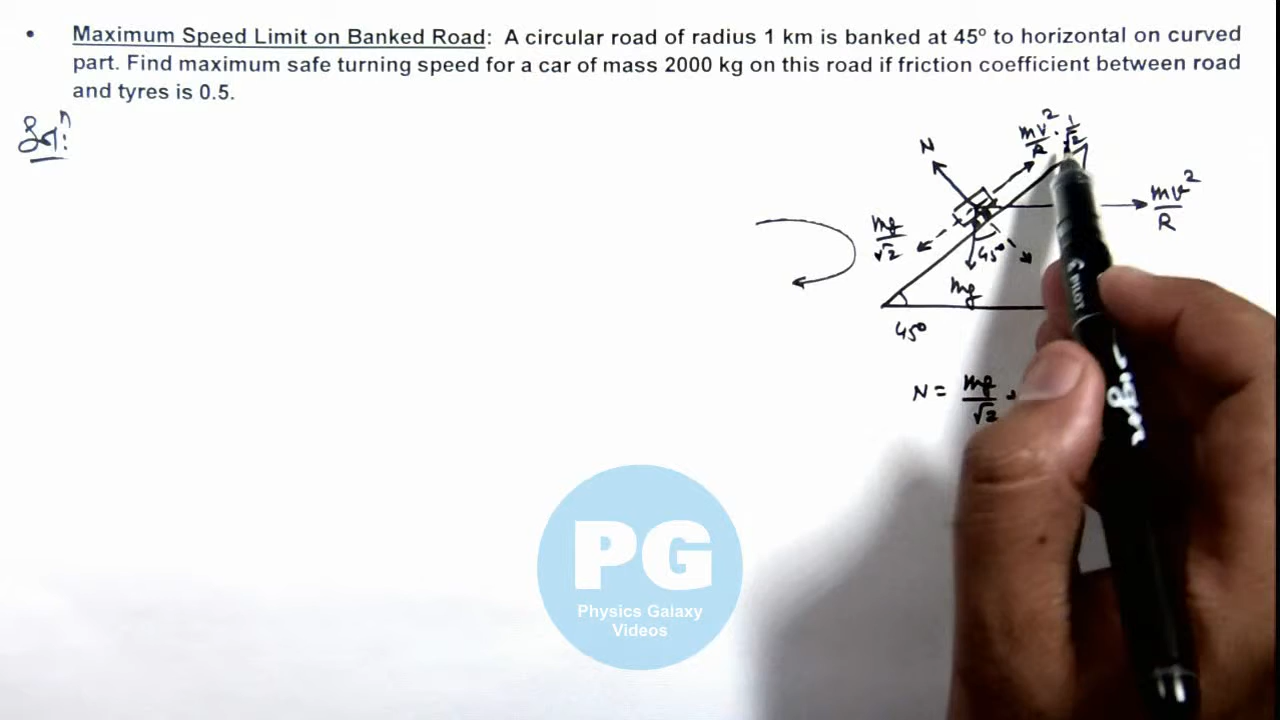 • Maximum Speed Limit on Banked Road: A circular road of radius 1 km is banked at 45º to horizontal on curved
part. Find maximum safe turning speed for a car of mass 2000 kg on this road if friction coefficient between road
and tyres is 0.5.
Solⁿ:
N
mv²/R · 1/√2
mv²/R
mg/√2
45°
mg
45°
N = mg/√2 +
PILOT
PG
Physics Galaxy
Videos